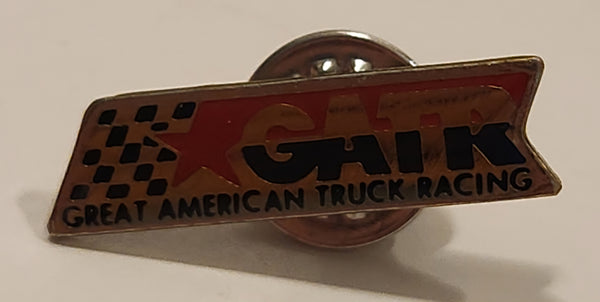 GATR
GREAT AMERICAN TRUCK RACING